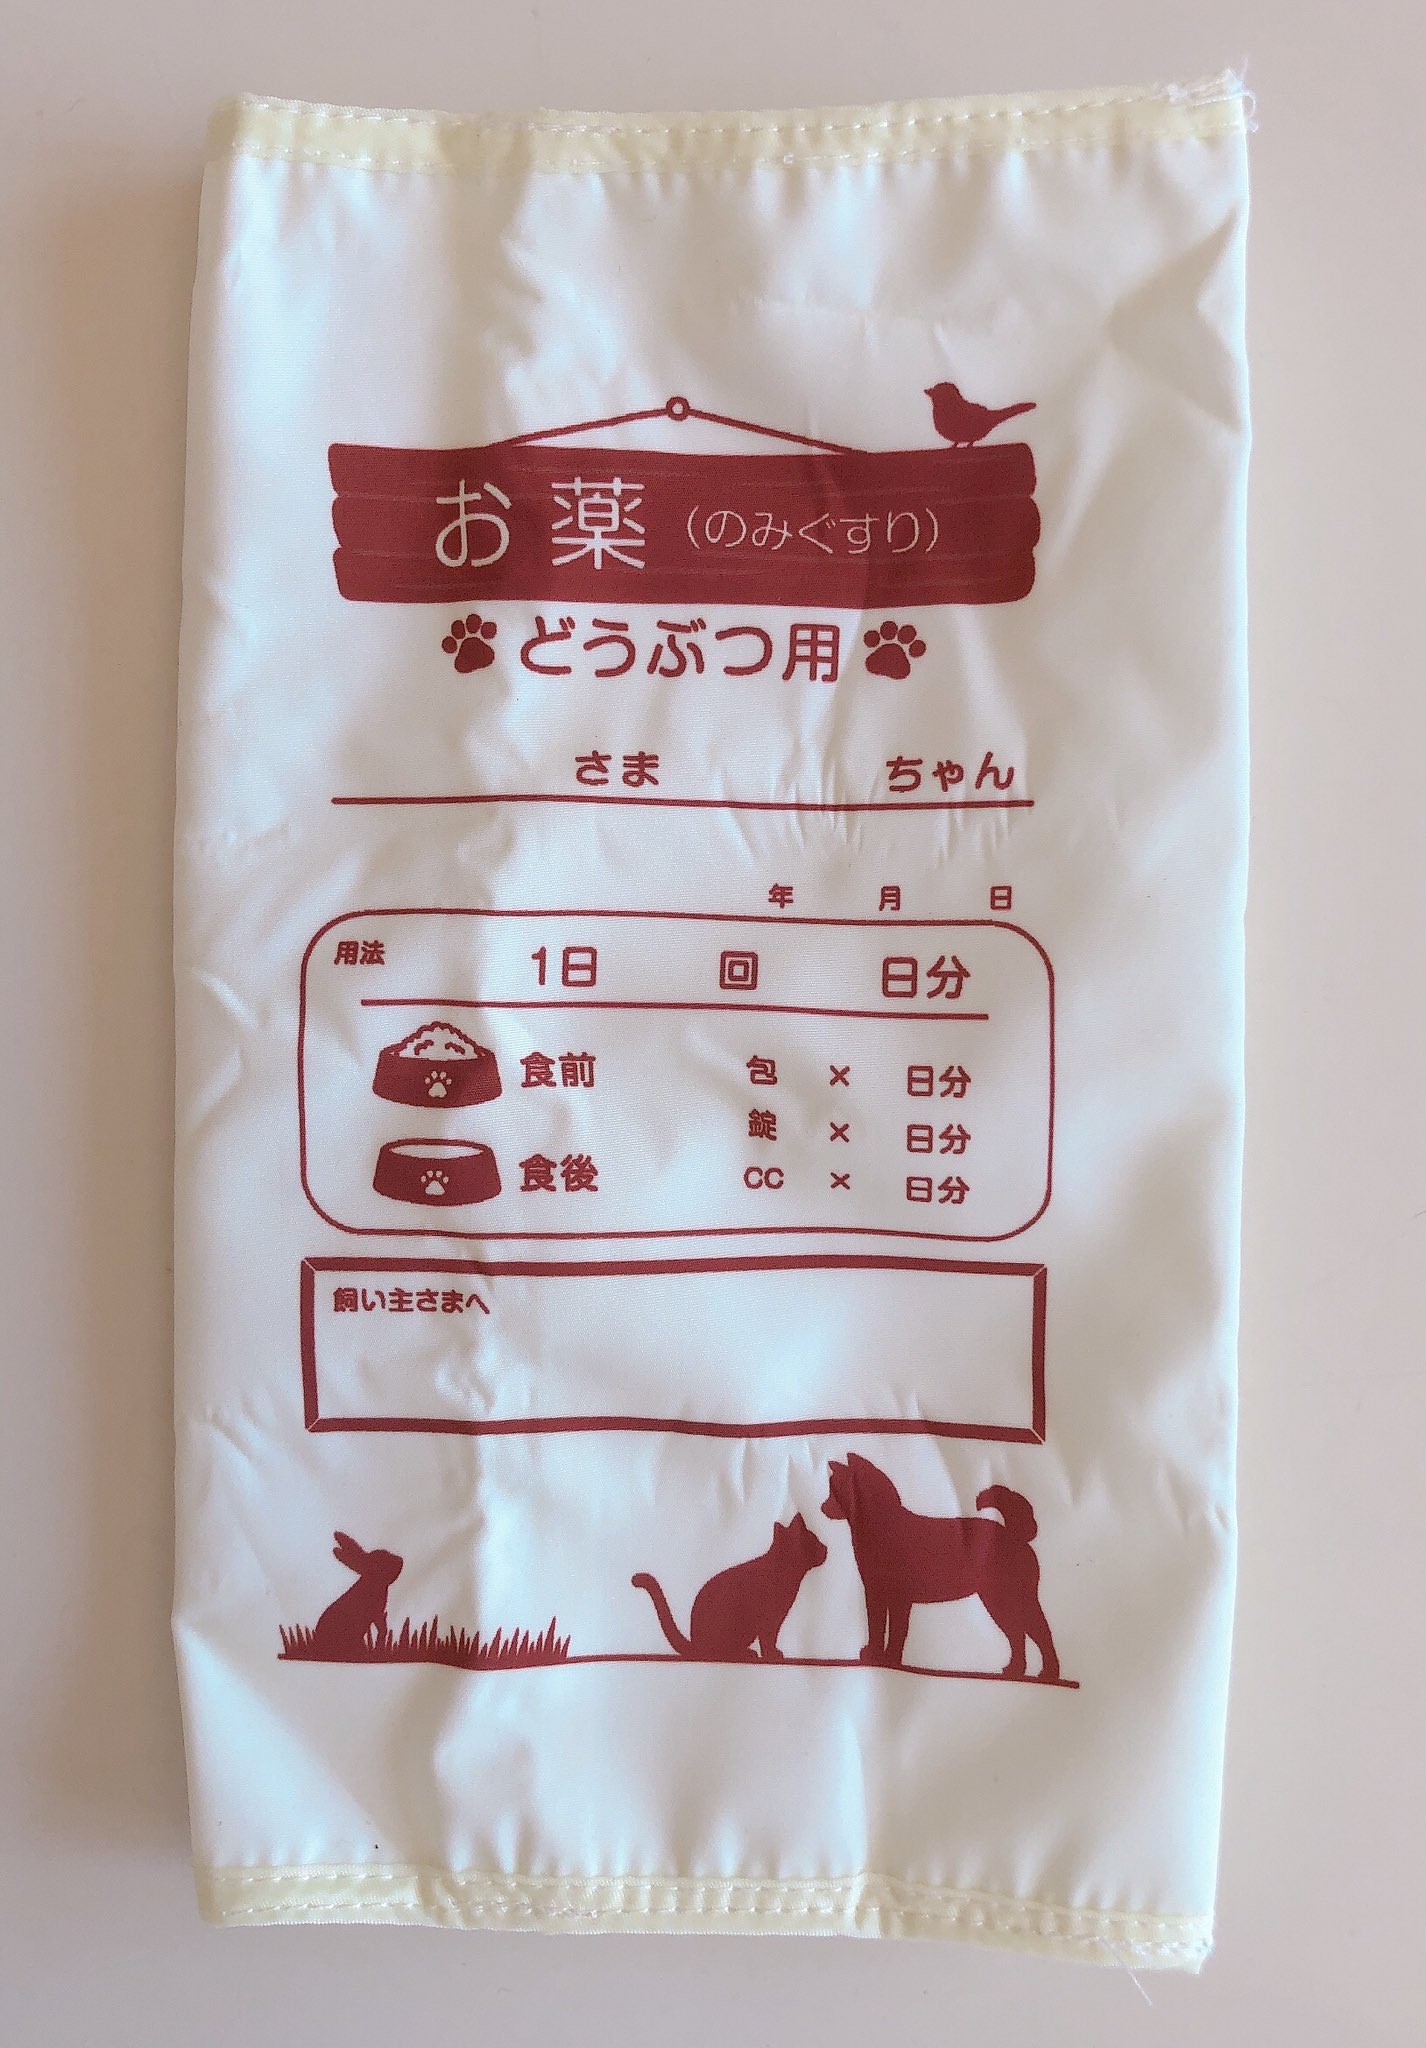 お薬（のみぐすり）
どうぶつ用
さま ちゃん
年 月 日
用法 1日 回 日分
食前 包 × 日分
錠 × 日分
食後 cc × 日分
飼い主さまへ